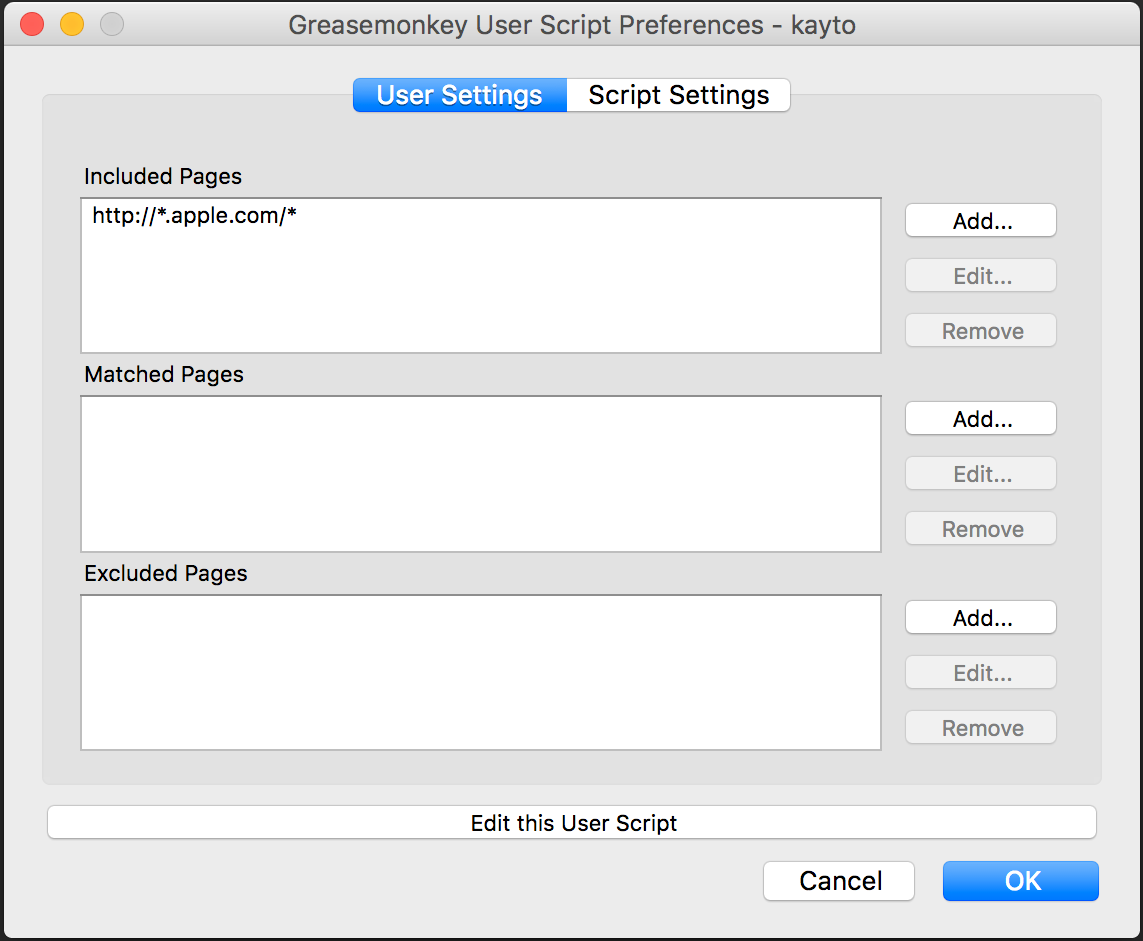 Greasemonkey User Script Preferences - kayto
User Settings
Script Settings
Included Pages
http://*.apple.com/*
Add...
Edit...
Remove
Matched Pages
Add...
Edit...
Remove
Excluded Pages
Add...
Edit...
Remove
Edit this User Script
Cancel
OK